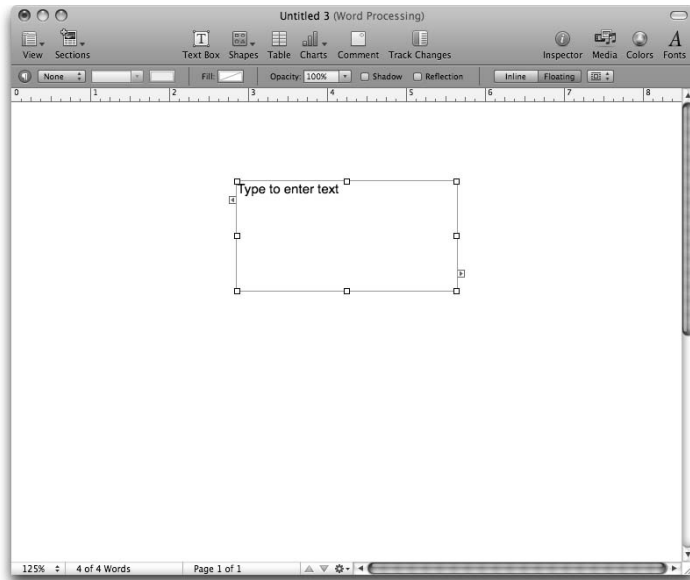 Untitled 3 (Word Processing)
View Sections Text Box Shapes Table Charts Comment Track Changes Inspector Media Colors Fonts
None Fill: Opacity: 100% Shadow Reflection Inline Floating
0 1 2 3 4 5 6 7 8
Type to enter text
125% 4 of 4 Words Page 1 of 1